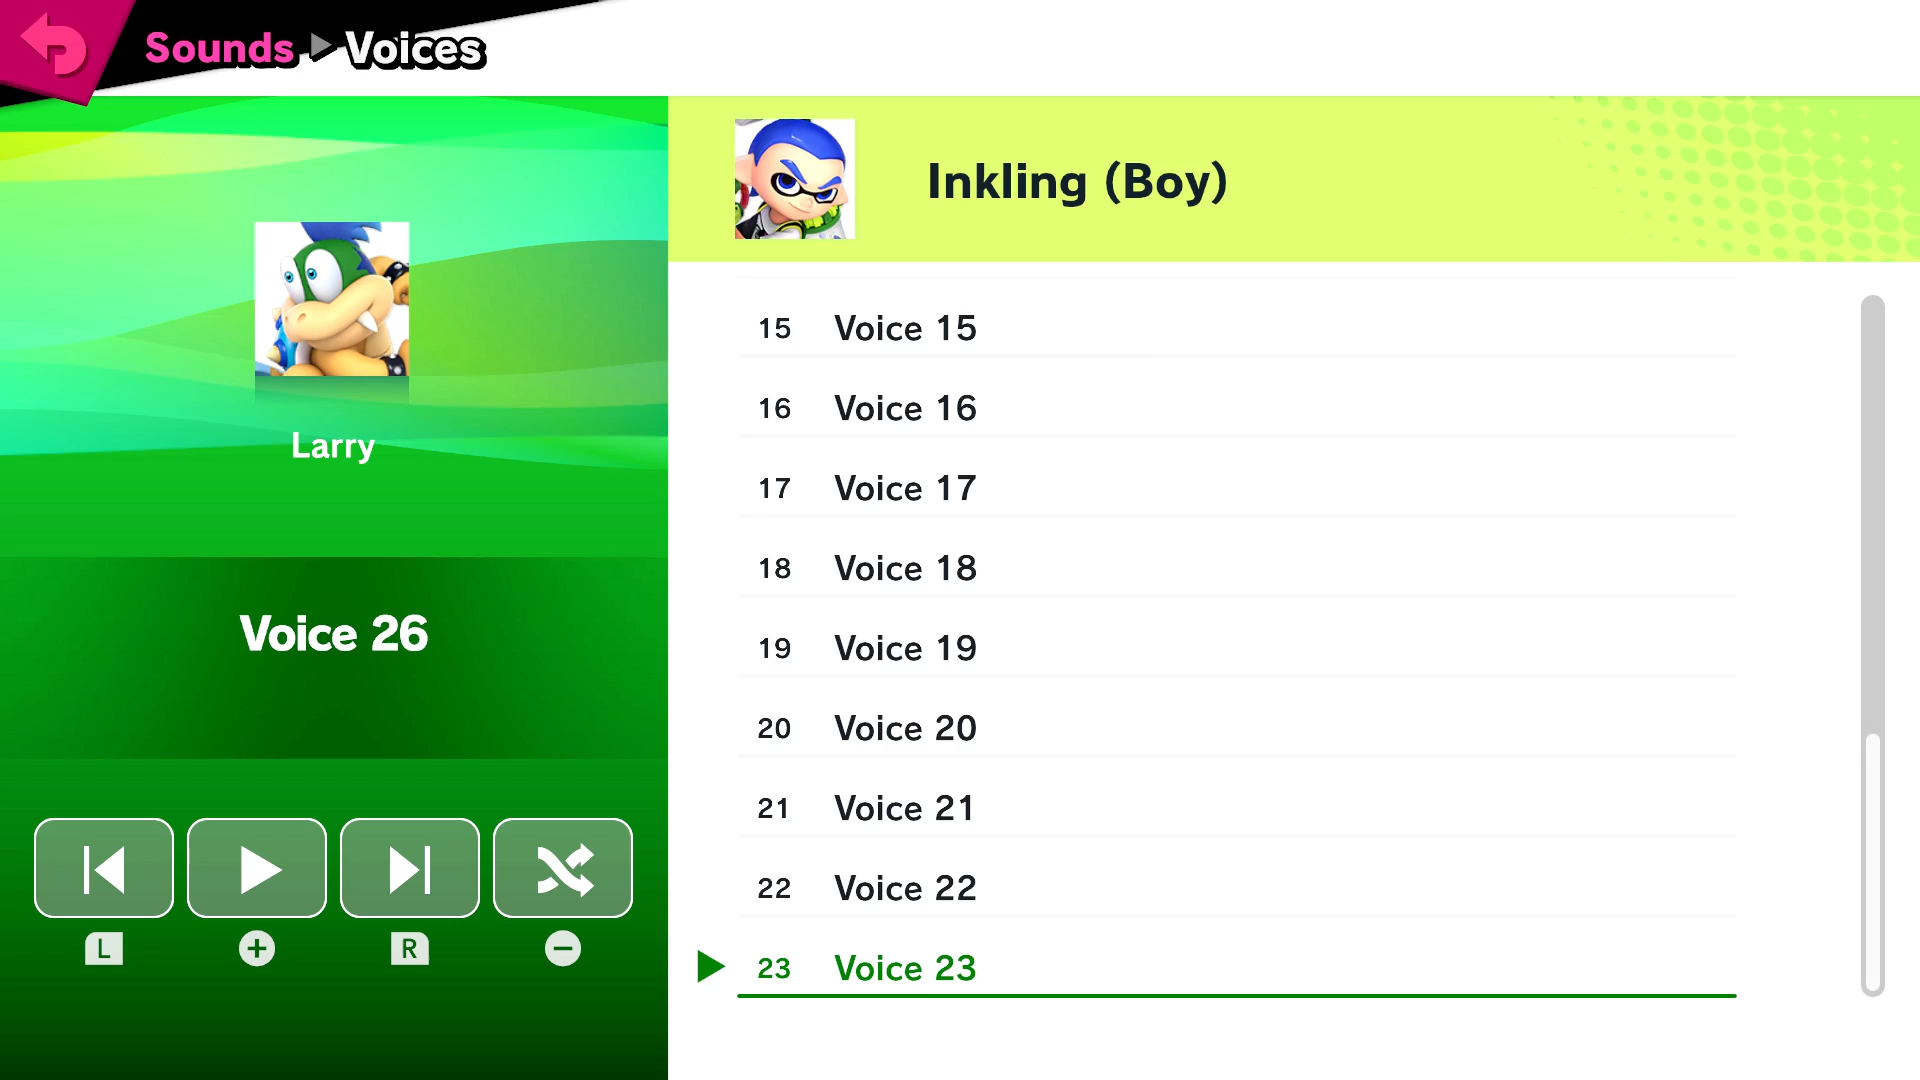 Sounds ▶ Voices
Larry
Voice 26
L + R −
Inkling (Boy)
15 Voice 15
16 Voice 16
17 Voice 17
18 Voice 18
19 Voice 19
20 Voice 20
21 Voice 21
22 Voice 22
23 Voice 23